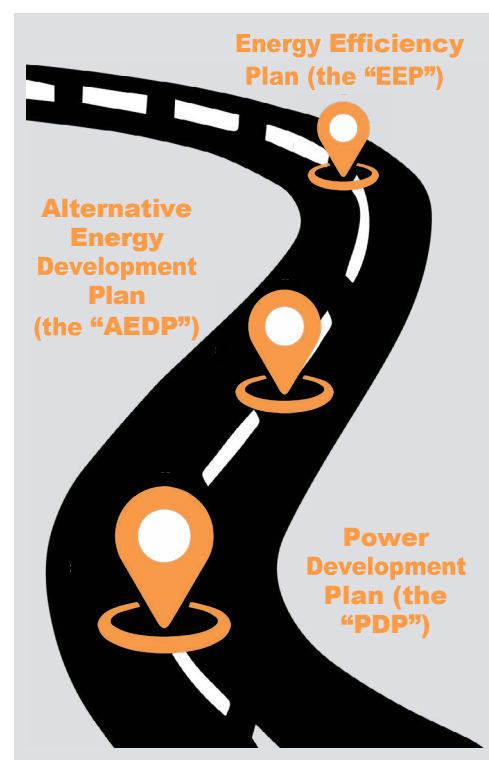 Energy Efficiency
Plan (the “EEP”)
Alternative
Energy
Development
Plan
(the “AEDP”)
Power
Development
Plan (the
“PDP”)